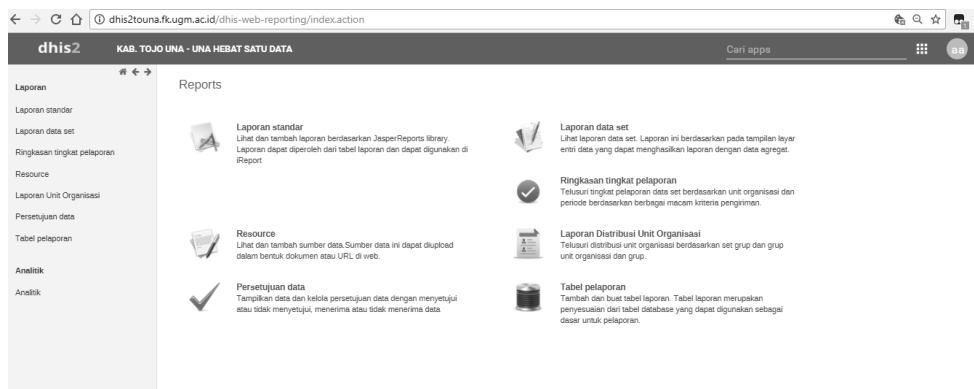 dhis2touna.fk.ugm.ac.id/dhis-web-reporting/index.action
dhis2
KAB. TOJO UNA - UNA HEBAT SATU DATA
Cari apps
aa
Laporan
Laporan standar
Laporan data set
Ringkasan tingkat pelaporan
Resource
Laporan Unit Organisasi
Persetujuan data
Tabel pelaporan
Analitik
Analitik
Reports
Laporan standar
Lihat dan tambah laporan berdasarkan JasperReports library.
Laporan dapat diperoleh dari tabel laporan dan dapat digunakan di
iReport
Laporan data set
Lihat laporan data set. Laporan ini berdasarkan pada tampilan layar
entri data yang dapat menghasilkan laporan dengan data agregat.
Ringkasan tingkat pelaporan
Telusuri tingkat pelaporan data set berdasarkan unit organisasi dan
periode berdasarkan berbagai macam kriteria pengiriman.
Resource
Lihat dan tambah sumber data.Sumber data ini dapat diupload
dalam bentuk dokumen atau URL di web.
Laporan Distribusi Unit Organisasi
Telusuri distribusi unit organisasi berdasarkan set grup dan grup
unit organisasi dan grup.
Persetujuan data
Tampilkan data dan kelola persetujuan data dengan menyetujui
atau tidak menyetujui, menerima atau tidak menerima data.
Tabel pelaporan
Tambah dan buat tabel laporan. Tabel laporan merupakan
penyesuaian dari tabel database yang dapat digunakan sebagai
dasar untuk pelaporan.